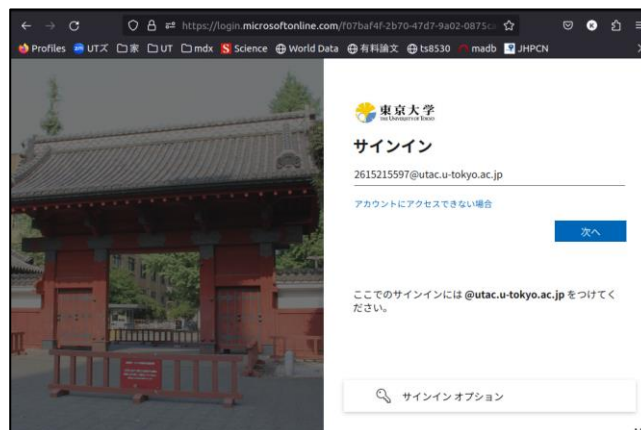 https://login.microsoftonline.com/f07baf4f-2b70-47d7-9a02-0875c
Profiles UTズ 家 UT mdx Science World Data 有料論文 ts8530 madb JHPCN
東京大学
THE UNIVERSITY OF TOKYO
サインイン
2615215597@utac.u-tokyo.ac.jp
アカウントにアクセスできない場合
次へ
ここでのサインインには @utac.u-tokyo.ac.jp をつけてく
ださい。
サインイン オプション